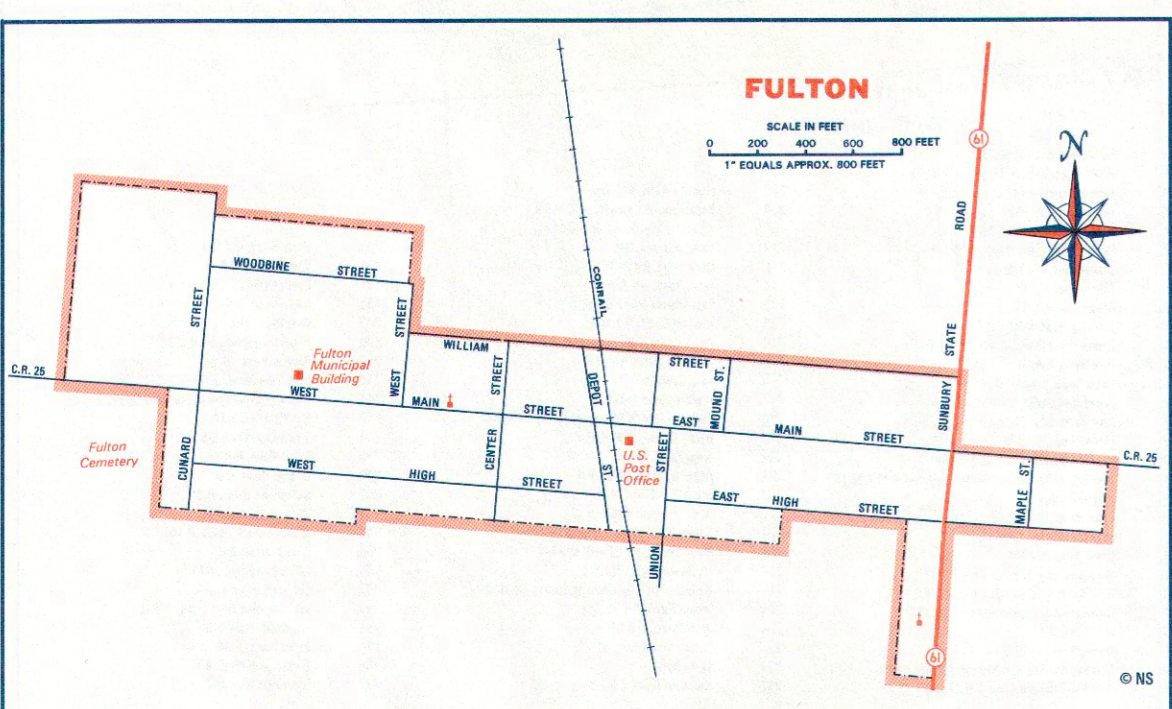 FULTON
SCALE IN FEET
0 200 400 600 800 FEET
1" EQUALS APPROX. 800 FEET
N
61
STATE ROAD
SUNBURY
CONRAIL
WOODBINE STREET
CUNARD STREET
WEST STREET
WILLIAM STREET
Fulton
Municipal
Building
C.R. 25
WEST MAIN STREET
CENTER STREET
DEPOT ST.
MOUND ST.
EAST MAIN STREET
C.R. 25
Fulton
Cemetery
WEST HIGH STREET
U.S.
Post
Office
UNION STREET
EAST HIGH STREET
MAPLE ST.
61
© NS